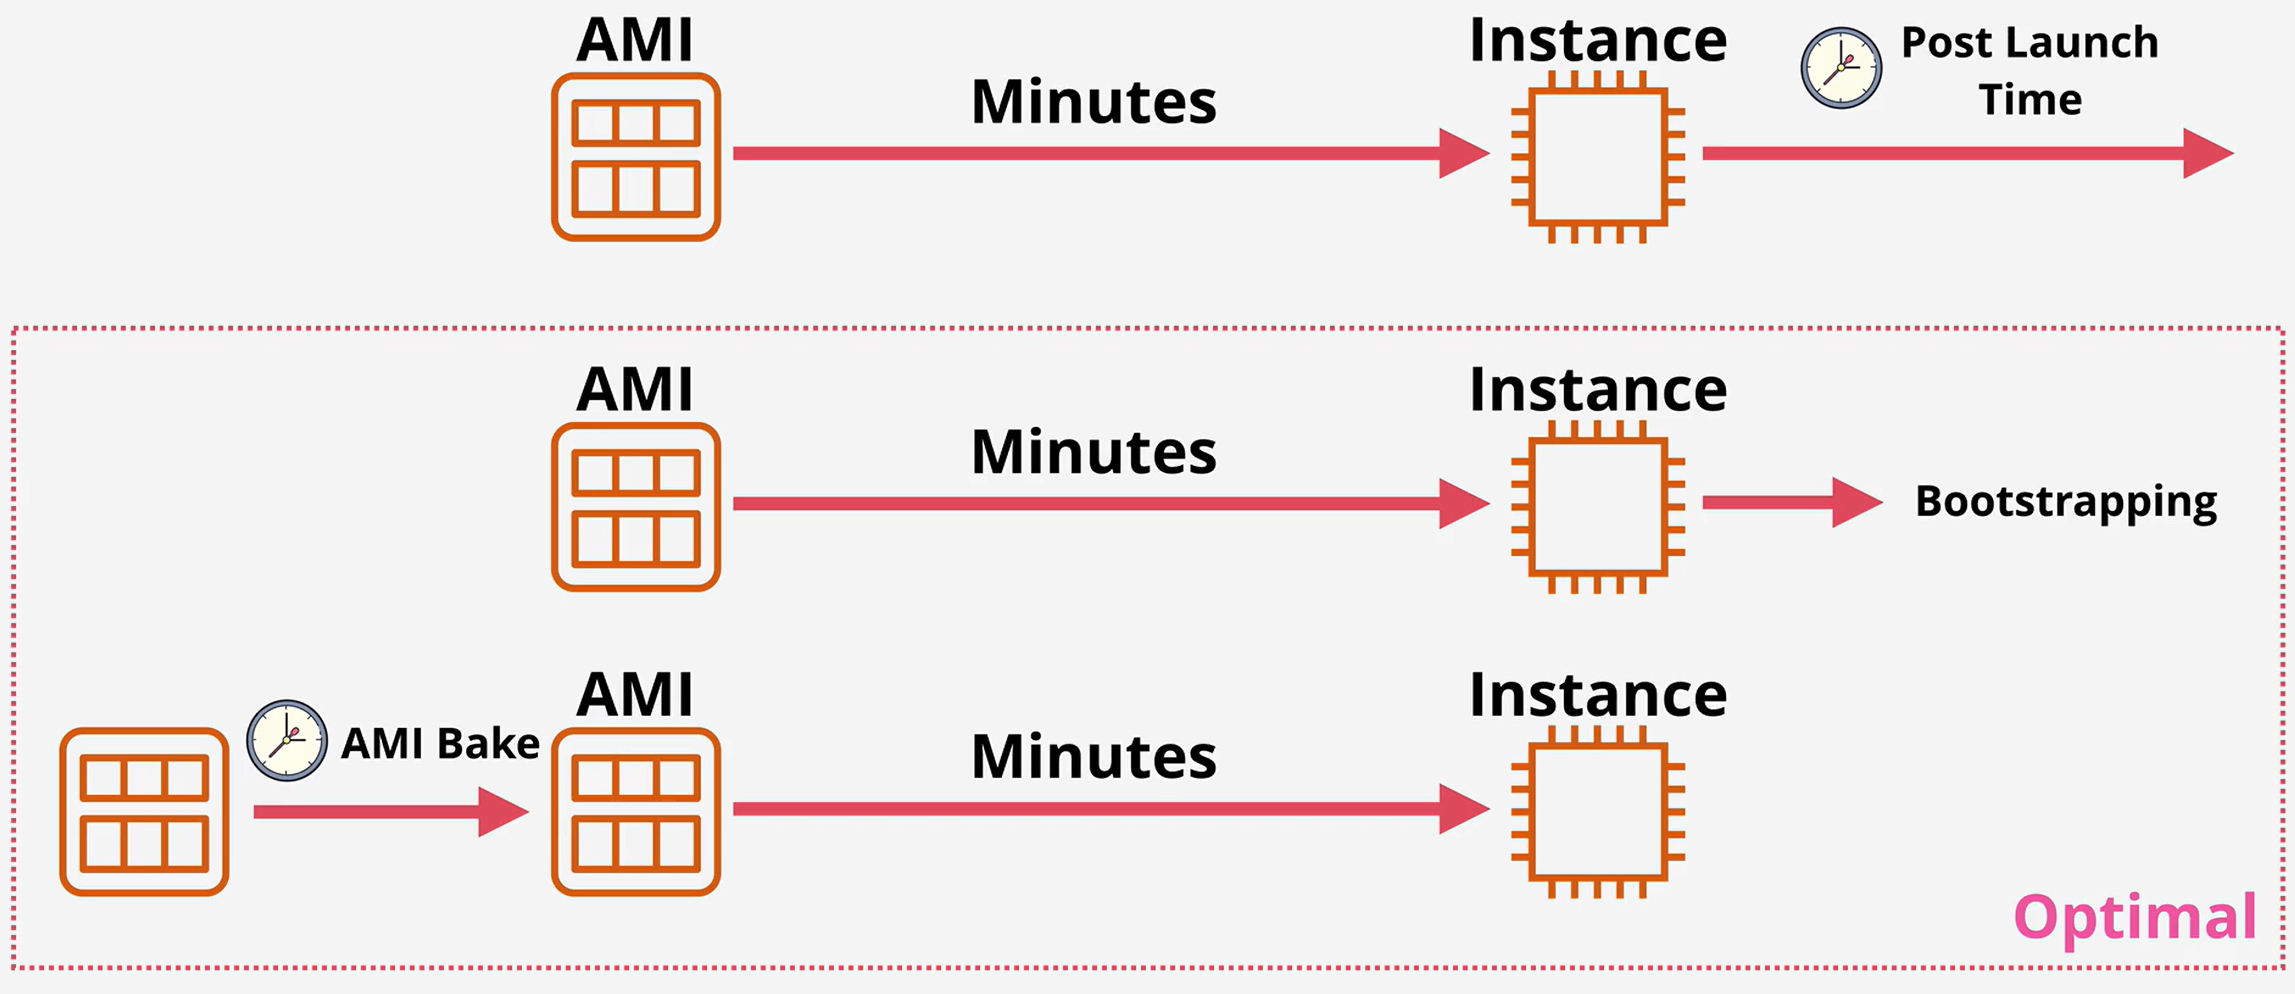 AMI
Instance
Post Launch
Time
Minutes
AMI
Instance
Minutes
Bootstrapping
AMI
Instance
AMI Bake
Minutes
Optimal